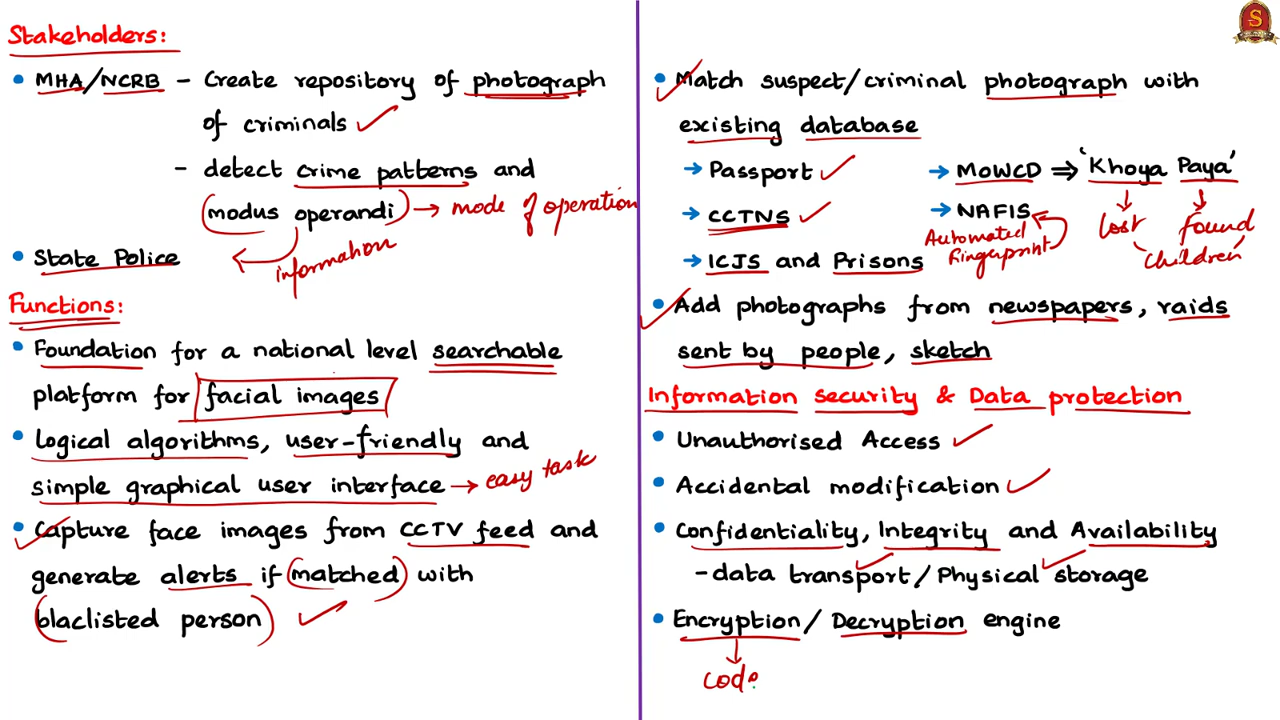 Stakeholders:
• MHA/NCRB – Create repository of photograph
of criminals
- detect crime patterns and
(modus operandi) → mode of operation
information
• State Police
Functions:
• Foundation for a national level searchable
platform for facial images
• Logical algorithms, user-friendly and
simple graphical user interface → easy task
• Capture face images from CCTV feed and
generate alerts if (matched) with
(blaclisted person)
S
• Match suspect/criminal photograph with
existing database
→ Passport → MoWCD ⇒ 'Khoya Paya'
→ CCTNS → NAFIS lost found
Automated
Fingerprint 'children'
→ ICJS and Prisons
• Add photographs from newspapers, raids
sent by people, sketch
Information security & Data protection
• Unauthorised Access
• Accidental modification
• Confidentiality, Integrity and Availability
-data transport/Physical storage
• Encryption/Decryption engine
code